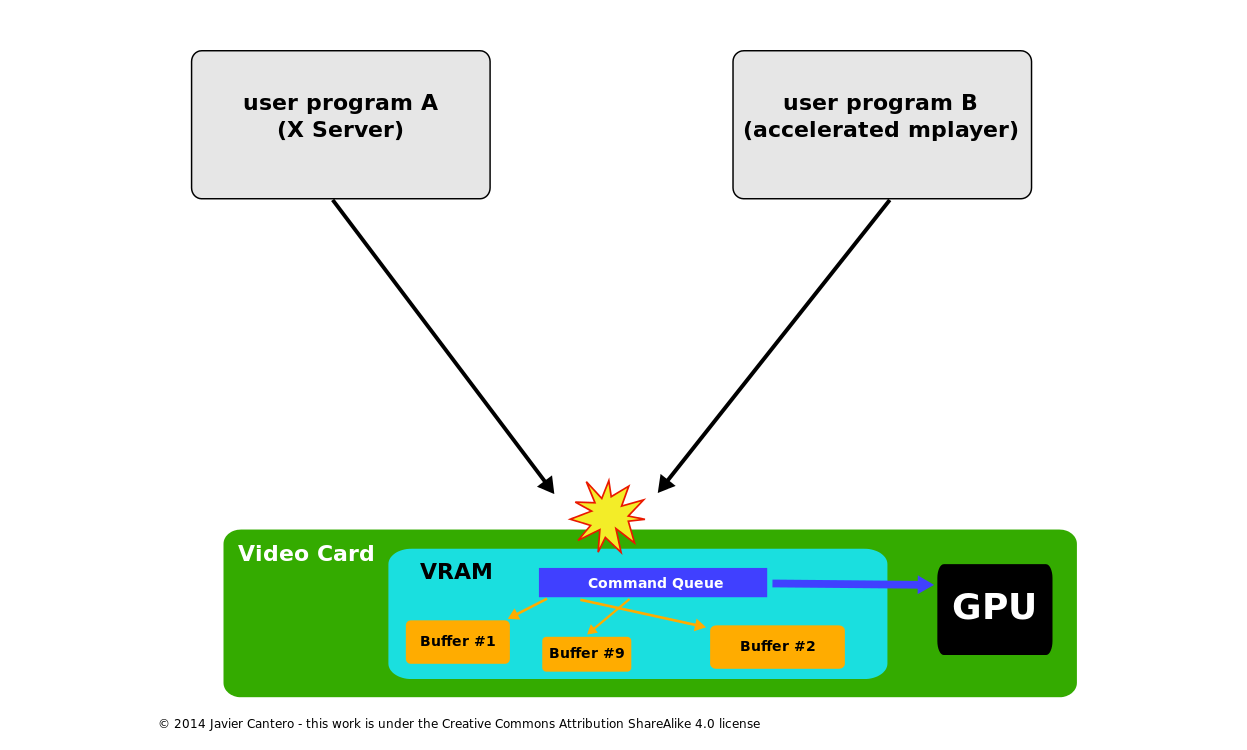 user program A
(X Server)
user program B
(accelerated mplayer)
Video Card
VRAM
Command Queue
GPU
Buffer #1
Buffer #9
Buffer #2
© 2014 Javier Cantero - this work is under the Creative Commons Attribution ShareAlike 4.0 license